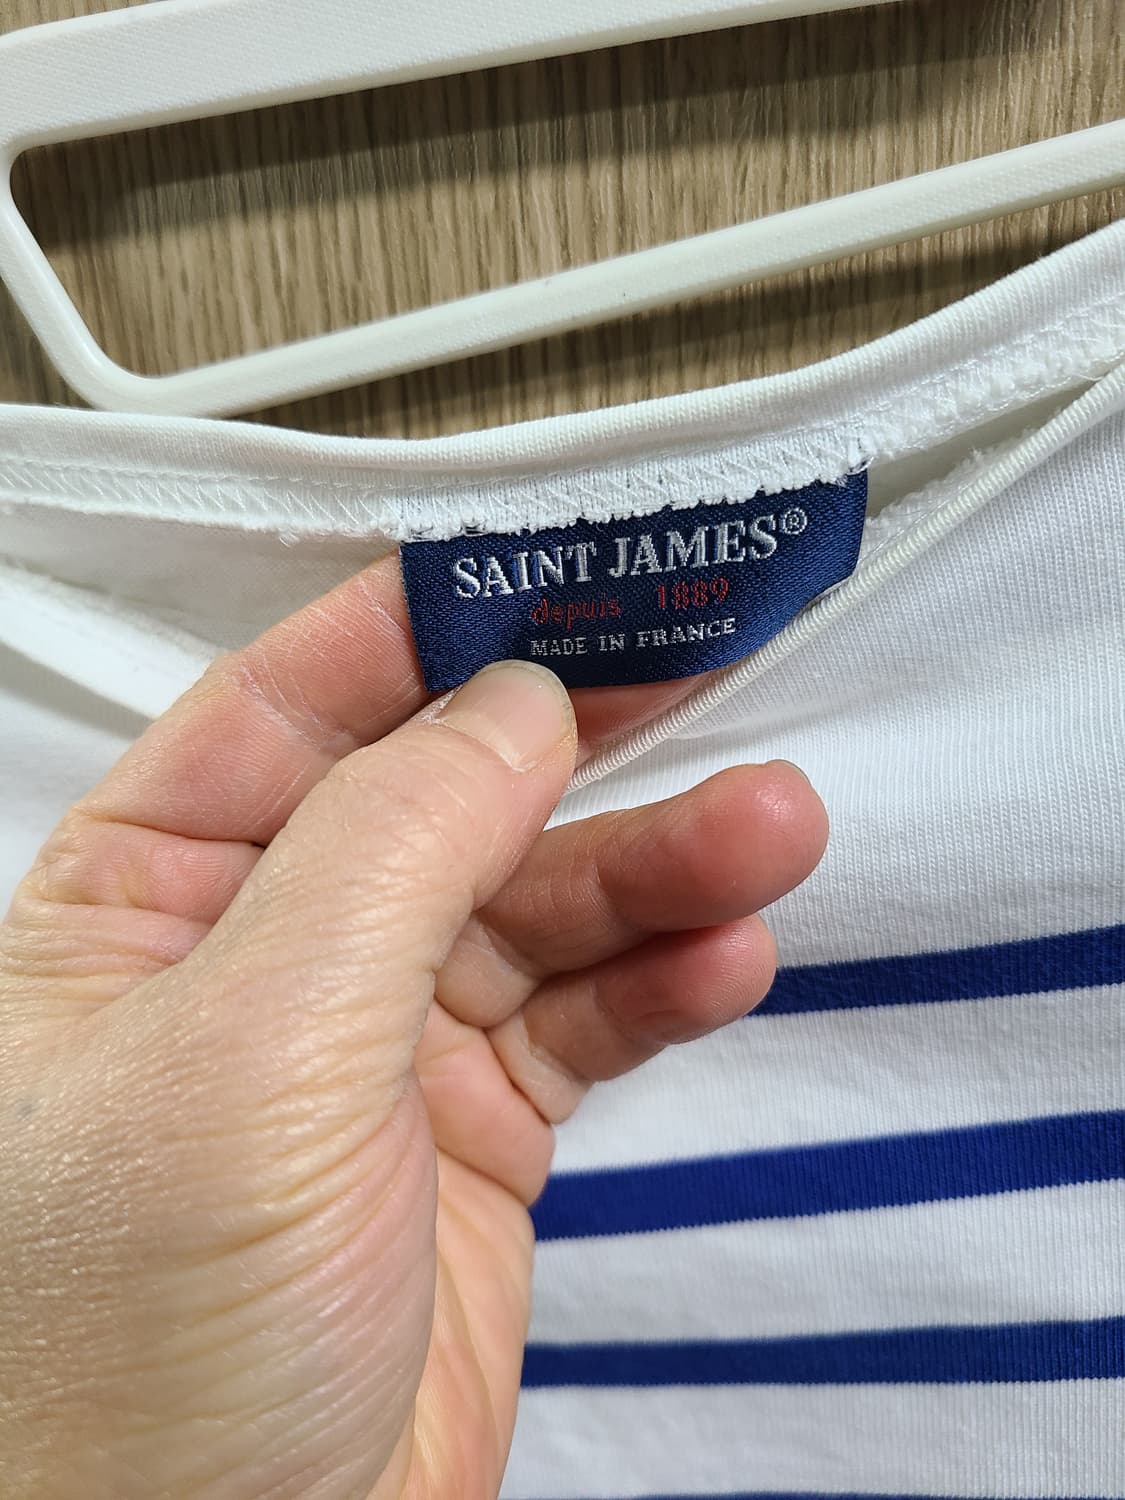 SAINT JAMES®
depuis 1889
MADE IN FRANCE